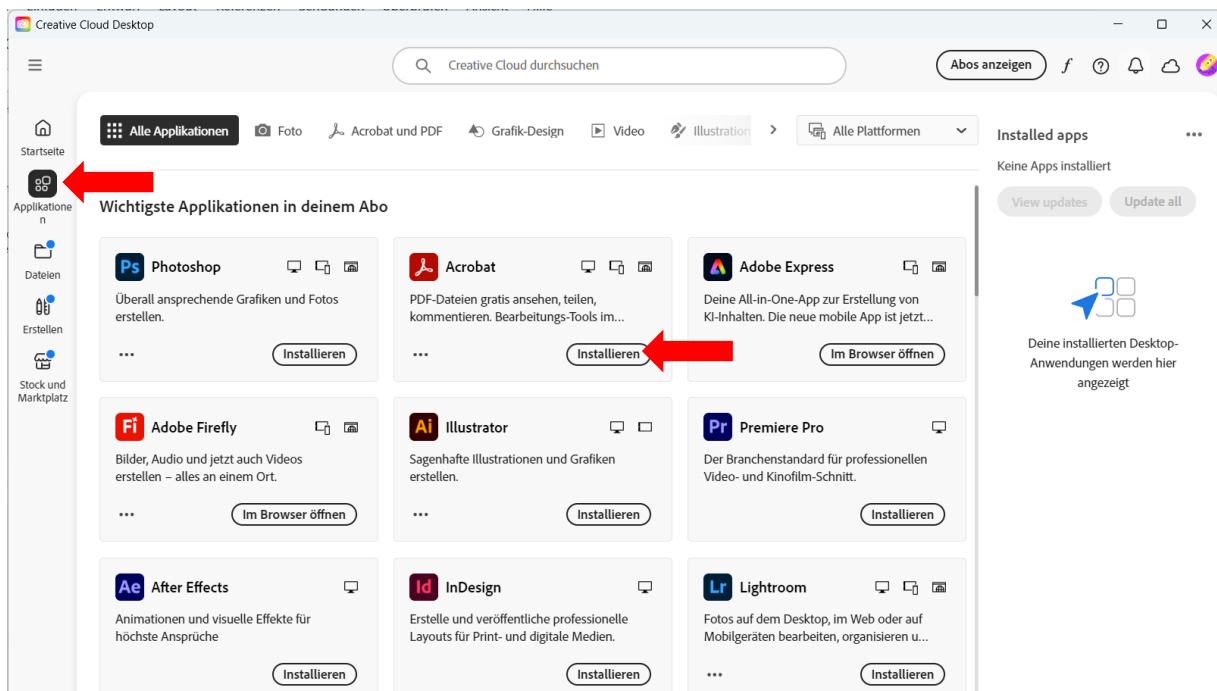 Creative Cloud Desktop
Creative Cloud durchsuchen
Abos anzeigen
Startseite
Applikatione
n
Dateien
Erstellen
Stock und
Marktplatz
Alle Applikationen
Foto
Acrobat und PDF
Grafik-Design
Video
Illustration
Alle Plattformen
Wichtigste Applikationen in deinem Abo
Ps Photoshop
Überall ansprechende Grafiken und Fotos
erstellen.
Installieren
Acrobat
PDF-Dateien gratis ansehen, teilen,
kommentieren. Bearbeitungs-Tools im...
Installieren
Adobe Express
Deine All-in-One-App zur Erstellung von
KI-Inhalten. Die neue mobile App ist jetzt...
Im Browser öffnen
Fi Adobe Firefly
Bilder, Audio und jetzt auch Videos
erstellen – alles an einem Ort.
Im Browser öffnen
Ai Illustrator
Sagenhafte Illustrationen und Grafiken
erstellen.
Installieren
Pr Premiere Pro
Der Branchenstandard für professionellen
Video- und Kinofilm-Schnitt.
Installieren
Ae After Effects
Animationen und visuelle Effekte für
höchste Ansprüche
Installieren
Id InDesign
Erstelle und veröffentliche professionelle
Layouts für Print- und digitale Medien.
Installieren
Lr Lightroom
Fotos auf dem Desktop, im Web oder auf
Mobilgeräten bearbeiten, organisieren u...
Installieren
Installed apps
Keine Apps installiert
View updates
Update all
Deine installierten Desktop-
Anwendungen werden hier
angezeigt